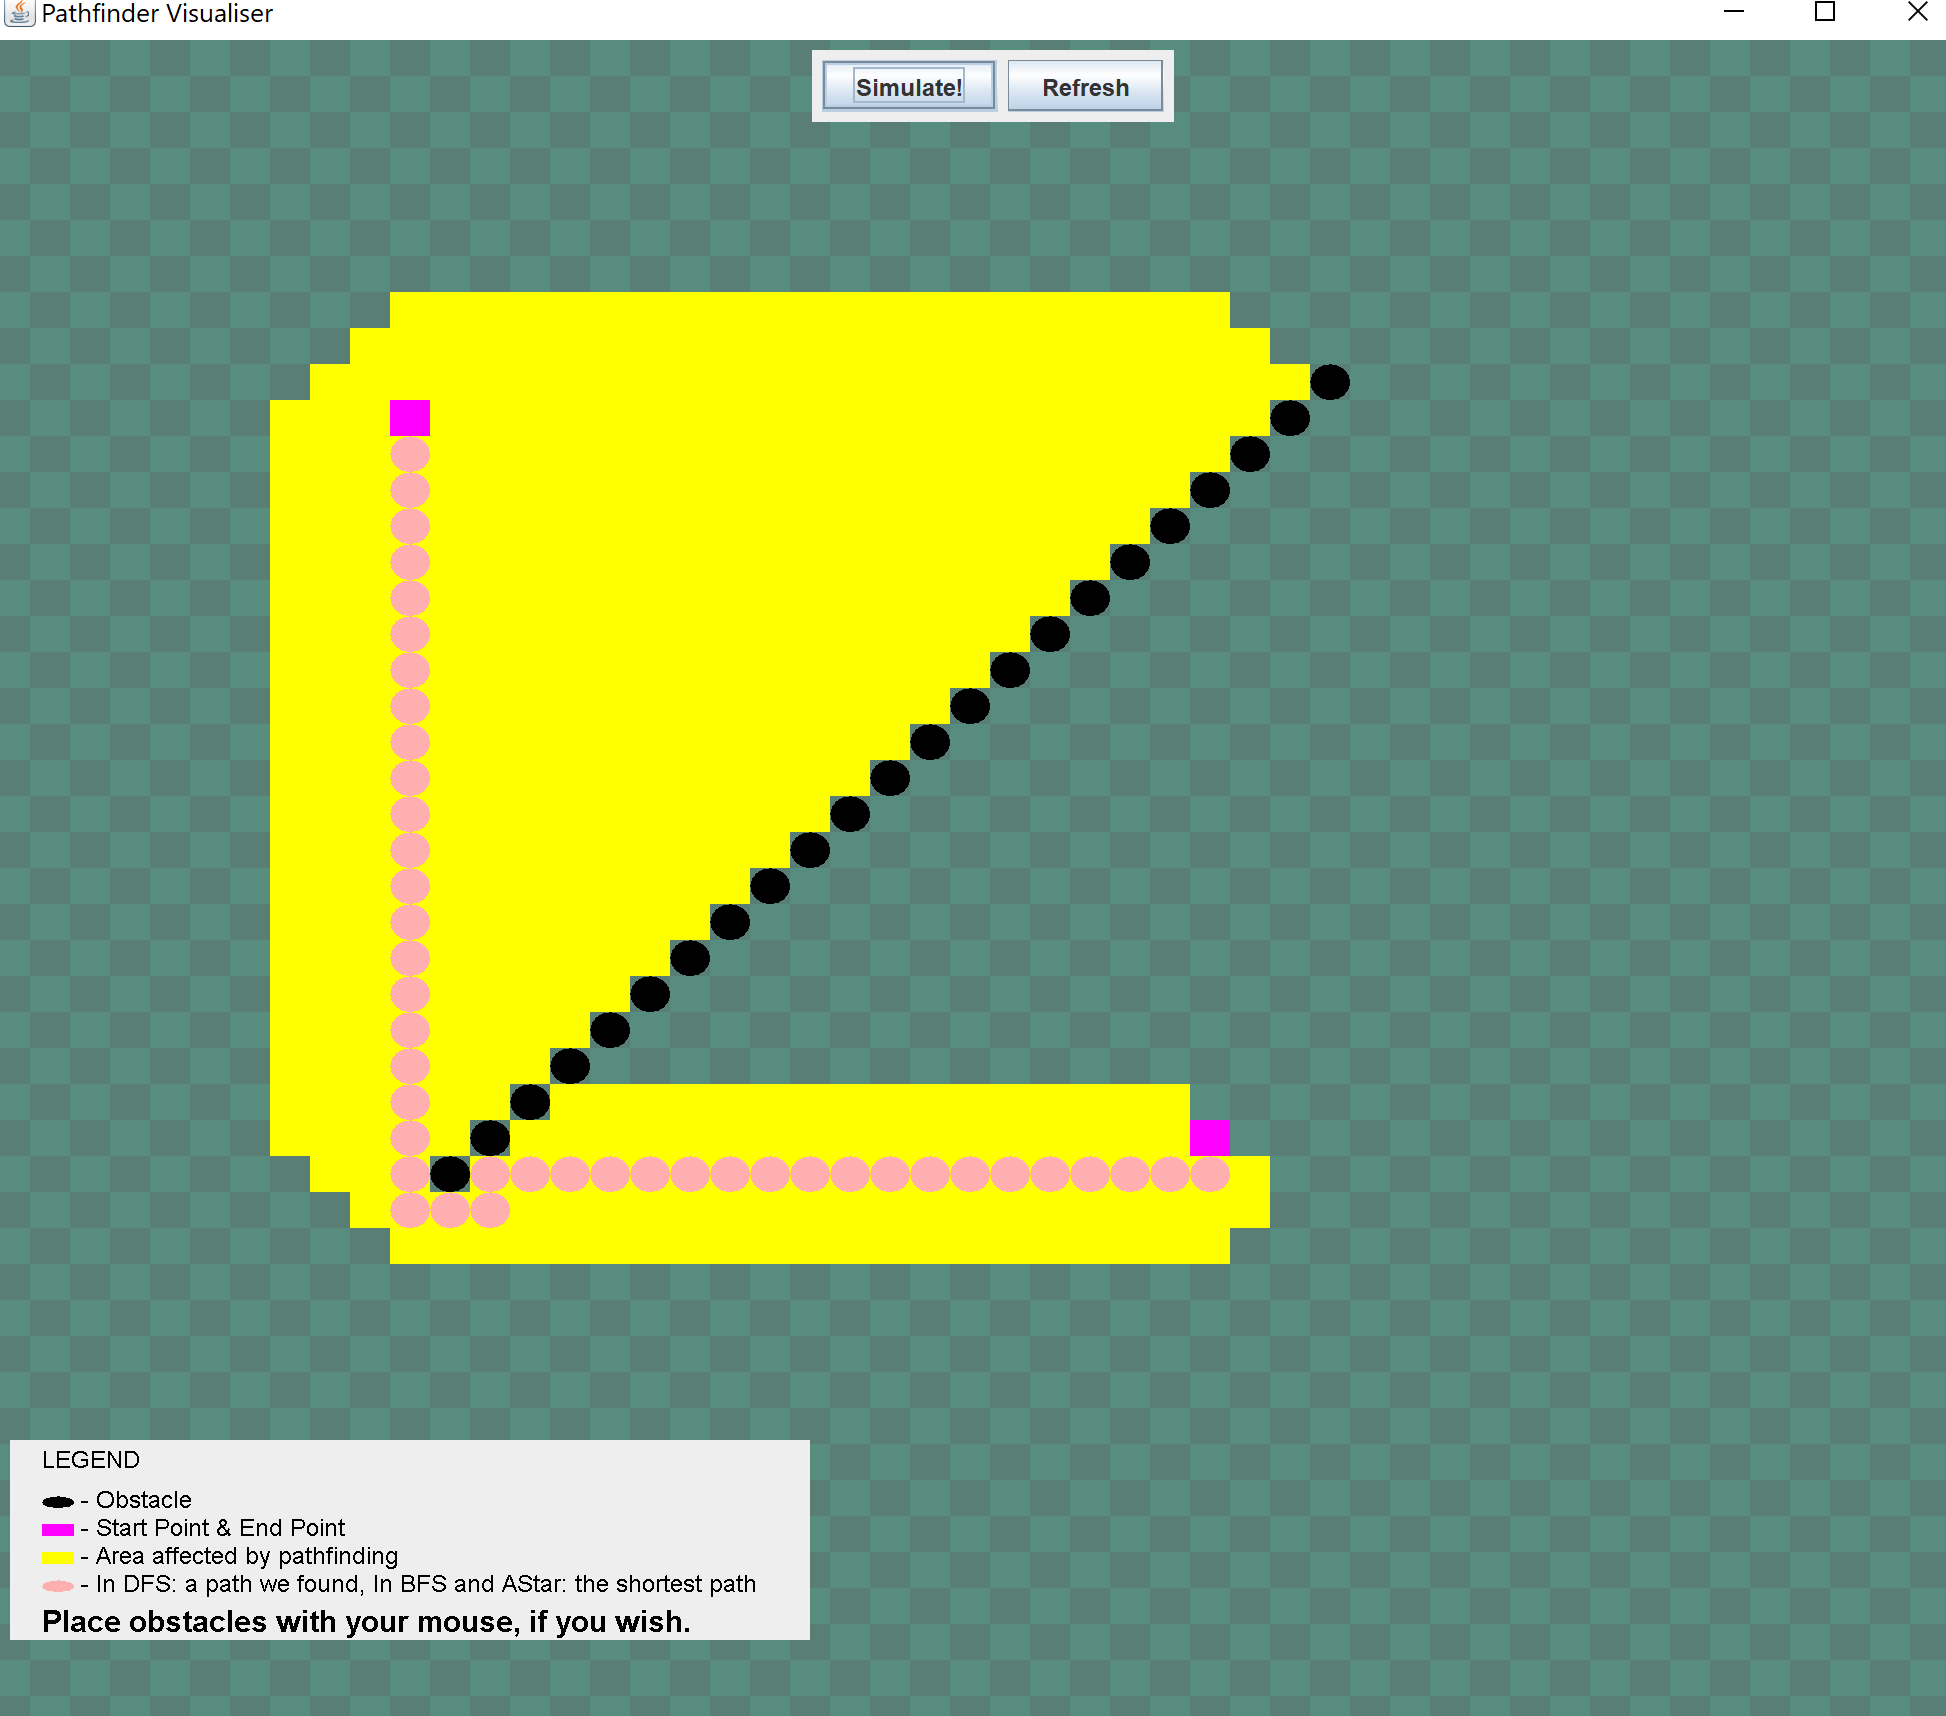 Pathfinder Visualiser
Simulate! Refresh
LEGEND
- Obstacle
- Start Point & End Point
- Area affected by pathfinding
- In DFS: a path we found, In BFS and AStar: the shortest path
Place obstacles with your mouse, if you wish.